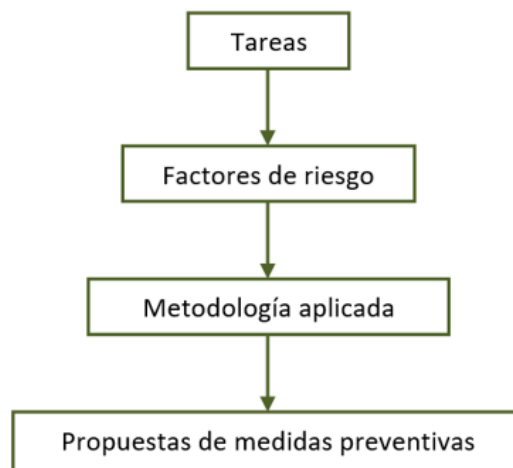 Tareas
Factores de riesgo
Metodología aplicada
Propuestas de medidas preventivas